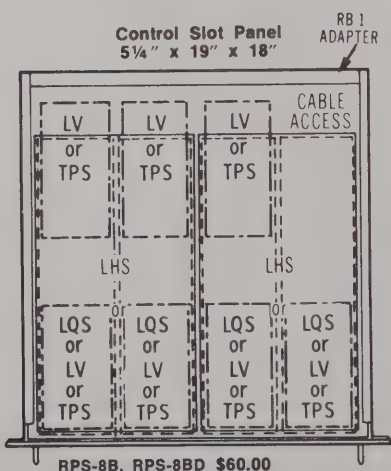 Control Slot Panel
5¼" x 19" x 18"
RB 1
ADAPTER
CABLE
ACCESS
LV LV LV
or or or
TPS TPS TPS
LHS LHS
or or
LQS LQS LQS LQS
or or or or
LV LV LV LV
or or or or
TPS TPS TPS TPS
RPS-8B, RPS-8BD $60.00